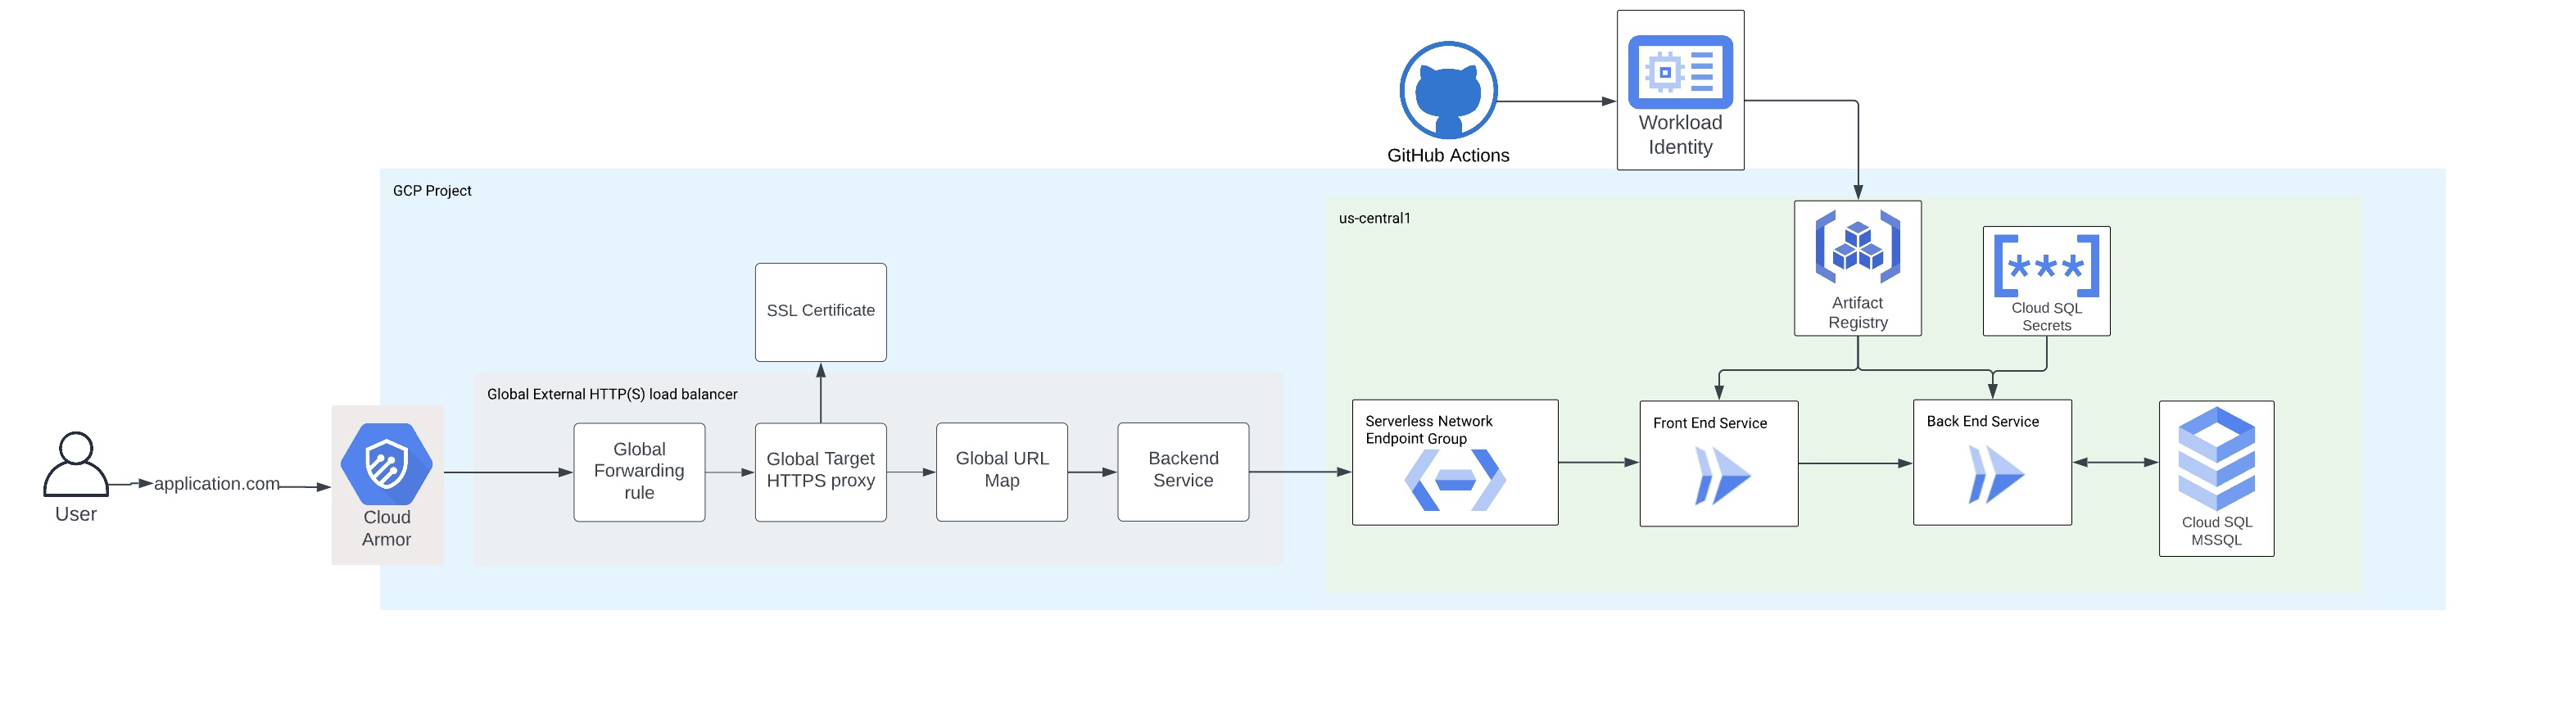 Workload
Identity
GitHub Actions
GCP Project
us-central1
Artifact
Registry
[***]
Cloud SQL
Secrets
SSL Certificate
Global External HTTP(S) load balancer
User
application.com
Cloud
Armor
Global
Forwarding
rule
Global Target
HTTPS proxy
Global URL
Map
Backend
Service
Serverless Network
Endpoint Group
Front End Service
Back End Service
Cloud SQL
MSSQL